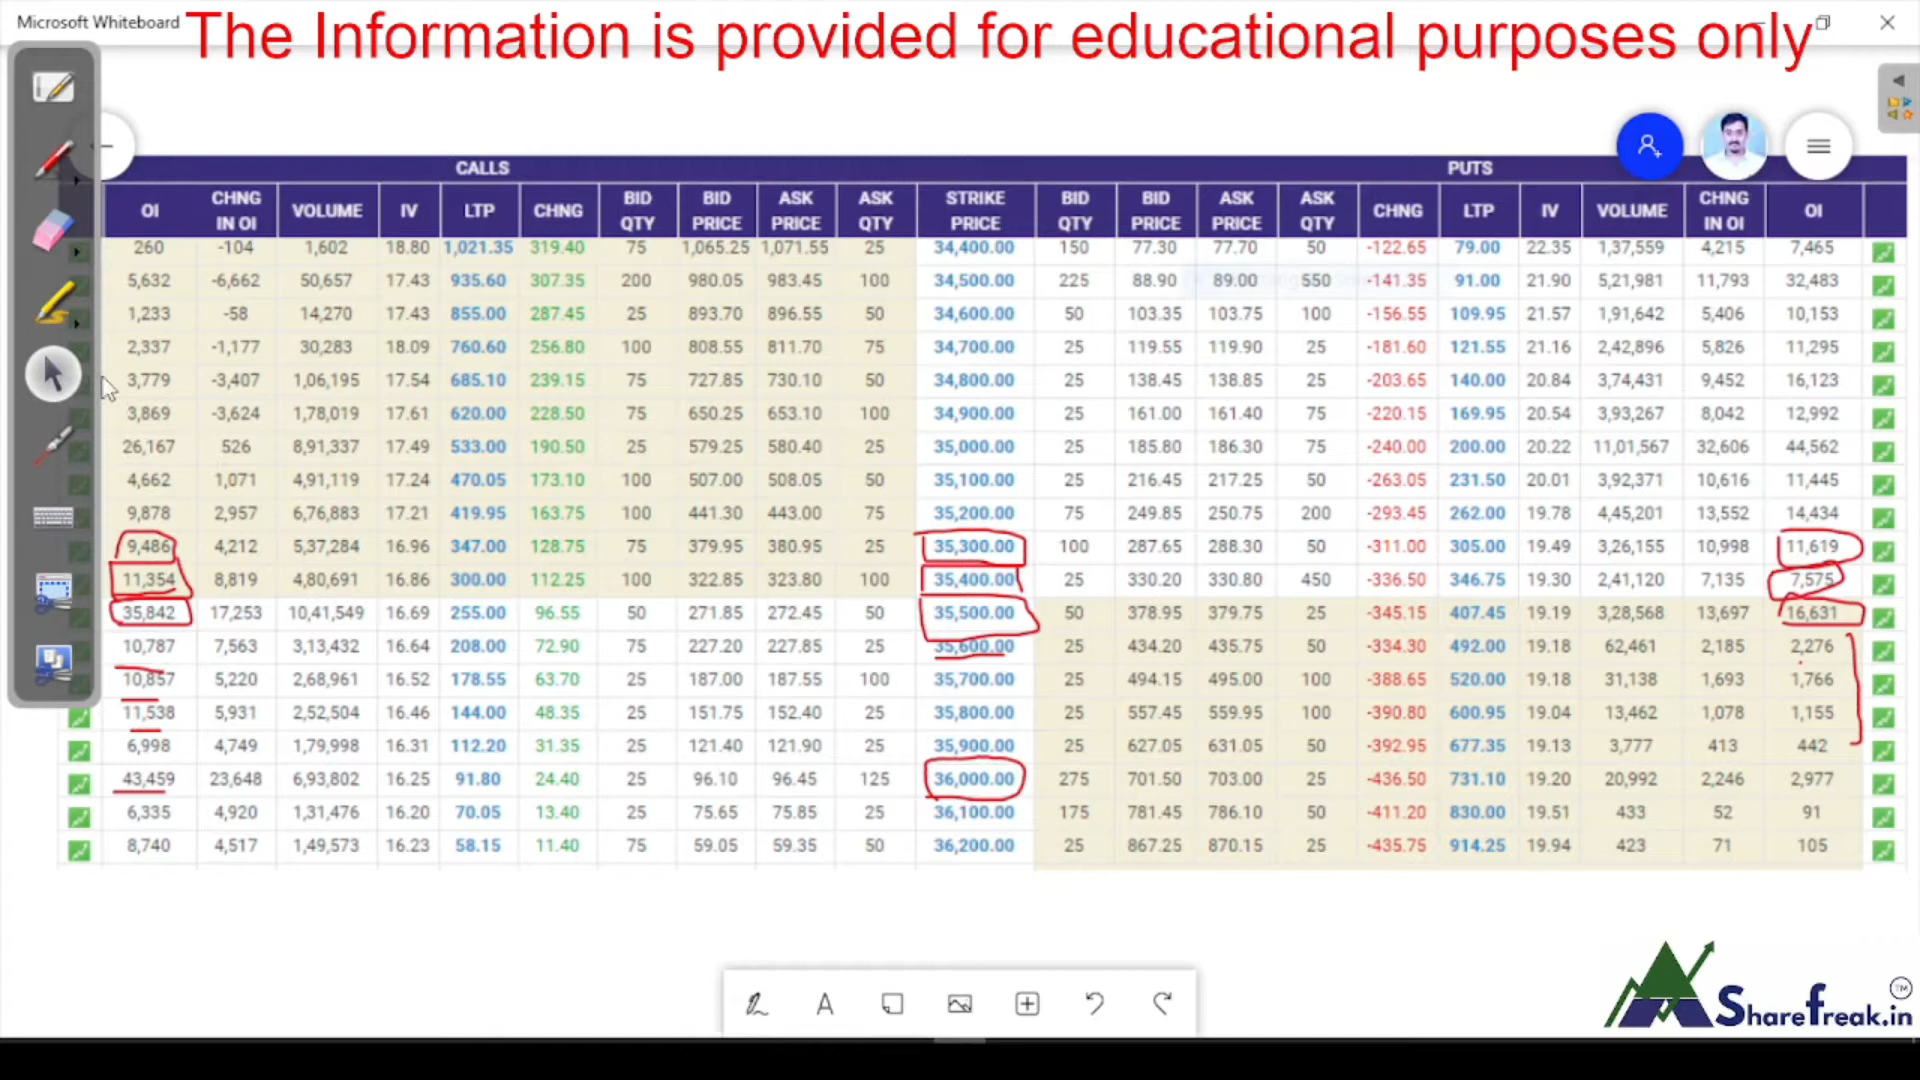 Microsoft Whiteboard
The Information is provided for educational purposes only
CALLS PUTS
OI CHNG IN OI VOLUME IV LTP CHNG BID QTY BID PRICE ASK PRICE ASK QTY STRIKE PRICE BID QTY BID PRICE ASK PRICE ASK QTY CHNG LTP IV VOLUME CHNG IN OI OI
260 -104 1,602 18.80 1,021.35 319.40 75 1,065.25 1,071.55 25 34,400.00 150 77.30 77.70 50 -122.65 79.00 22.35 1,37,559 4,215 7,465
5,632 -6,662 50,657 17.43 935.60 307.35 200 980.05 983.45 100 34,500.00 225 88.90 89.00 550 -141.35 91.00 21.90 5,21,981 11,793 32,483
1,233 -58 14,270 17.43 855.00 287.45 25 893.70 896.55 50 34,600.00 50 103.35 103.75 100 -156.55 109.95 21.57 1,91,642 5,406 10,153
2,337 -1,177 30,283 18.09 760.60 256.80 100 808.55 811.70 75 34,700.00 25 119.55 119.90 25 -181.60 121.55 21.16 2,42,896 5,826 11,295
3,779 -3,407 1,06,195 17.54 685.10 239.15 75 727.85 730.10 50 34,800.00 25 138.45 138.85 25 -203.65 140.00 20.84 3,74,431 9,452 16,123
3,869 -3,624 1,78,019 17.61 620.00 228.50 75 650.25 653.10 100 34,900.00 25 161.00 161.40 75 -220.15 169.95 20.54 3,93,267 8,042 12,992
26,167 526 8,91,337 17.49 533.00 190.50 25 579.25 580.40 25 35,000.00 25 185.80 186.30 75 -240.00 200.00 20.22 11,01,567 32,606 44,562
4,662 1,071 4,91,119 17.24 470.05 173.10 100 507.00 508.05 50 35,100.00 25 216.45 217.25 50 -263.05 231.50 20.01 3,92,371 10,616 11,445
9,878 2,957 6,76,883 17.21 419.95 163.75 100 441.30 443.00 75 35,200.00 75 249.85 250.75 200 -293.45 262.00 19.78 4,45,201 13,552 14,434
9,486 4,212 5,37,284 16.96 347.00 128.75 75 379.95 380.95 25 35,300.00 100 287.65 288.30 50 -311.00 305.00 19.49 3,26,155 10,998 11,619
11,354 8,819 4,80,691 16.86 300.00 112.25 100 322.85 323.80 100 35,400.00 25 330.20 330.80 450 -336.50 346.75 19.30 2,41,120 7,135 7,575
35,842 17,253 10,41,549 16.69 255.00 96.55 50 271.85 272.45 50 35,500.00 50 378.95 379.75 25 -345.15 407.45 19.19 3,28,568 13,697 16,631
10,787 7,563 3,13,432 16.64 208.00 72.90 75 227.20 227.85 25 35,600.00 25 434.20 435.75 50 -334.30 492.00 19.18 62,461 2,185 2,276
10,857 5,220 2,68,961 16.52 178.55 63.70 25 187.00 187.55 100 35,700.00 25 494.15 495.00 100 -388.65 520.00 19.18 31,138 1,693 1,766
11,538 5,931 2,52,504 16.46 144.00 48.35 25 151.75 152.40 25 35,800.00 25 557.45 559.95 100 -390.80 600.95 19.04 13,462 1,078 1,155
6,998 4,749 1,79,998 16.31 112.20 31.35 25 121.40 121.90 25 35,900.00 25 627.05 631.05 50 -392.95 677.35 19.13 3,777 413 442
43,459 23,648 6,93,802 16.25 91.80 24.40 25 96.10 96.45 125 36,000.00 275 701.50 703.00 25 -436.50 731.10 19.20 20,992 2,246 2,977
6,335 4,920 1,31,476 16.20 70.05 13.40 25 75.65 75.85 25 36,100.00 175 781.45 786.10 50 -411.20 830.00 19.51 433 52 91
8,740 4,517 1,49,573 16.23 58.15 11.40 75 59.05 59.35 50 36,200.00 25 867.25 870.15 25 -435.75 914.25 19.94 423 71 105
ShareFreak.in TM